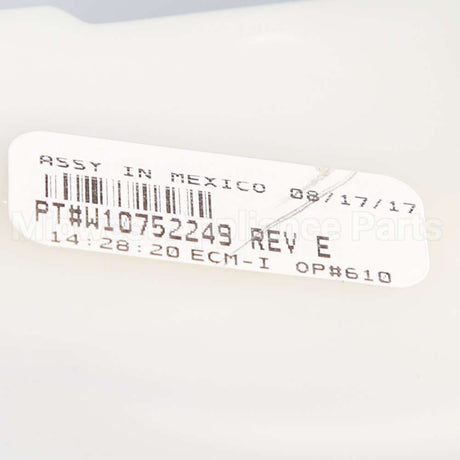 ASSY IN MEXICO 08/17/17
PT#W10752249 REV E
14:28:20 ECM-I OP#610